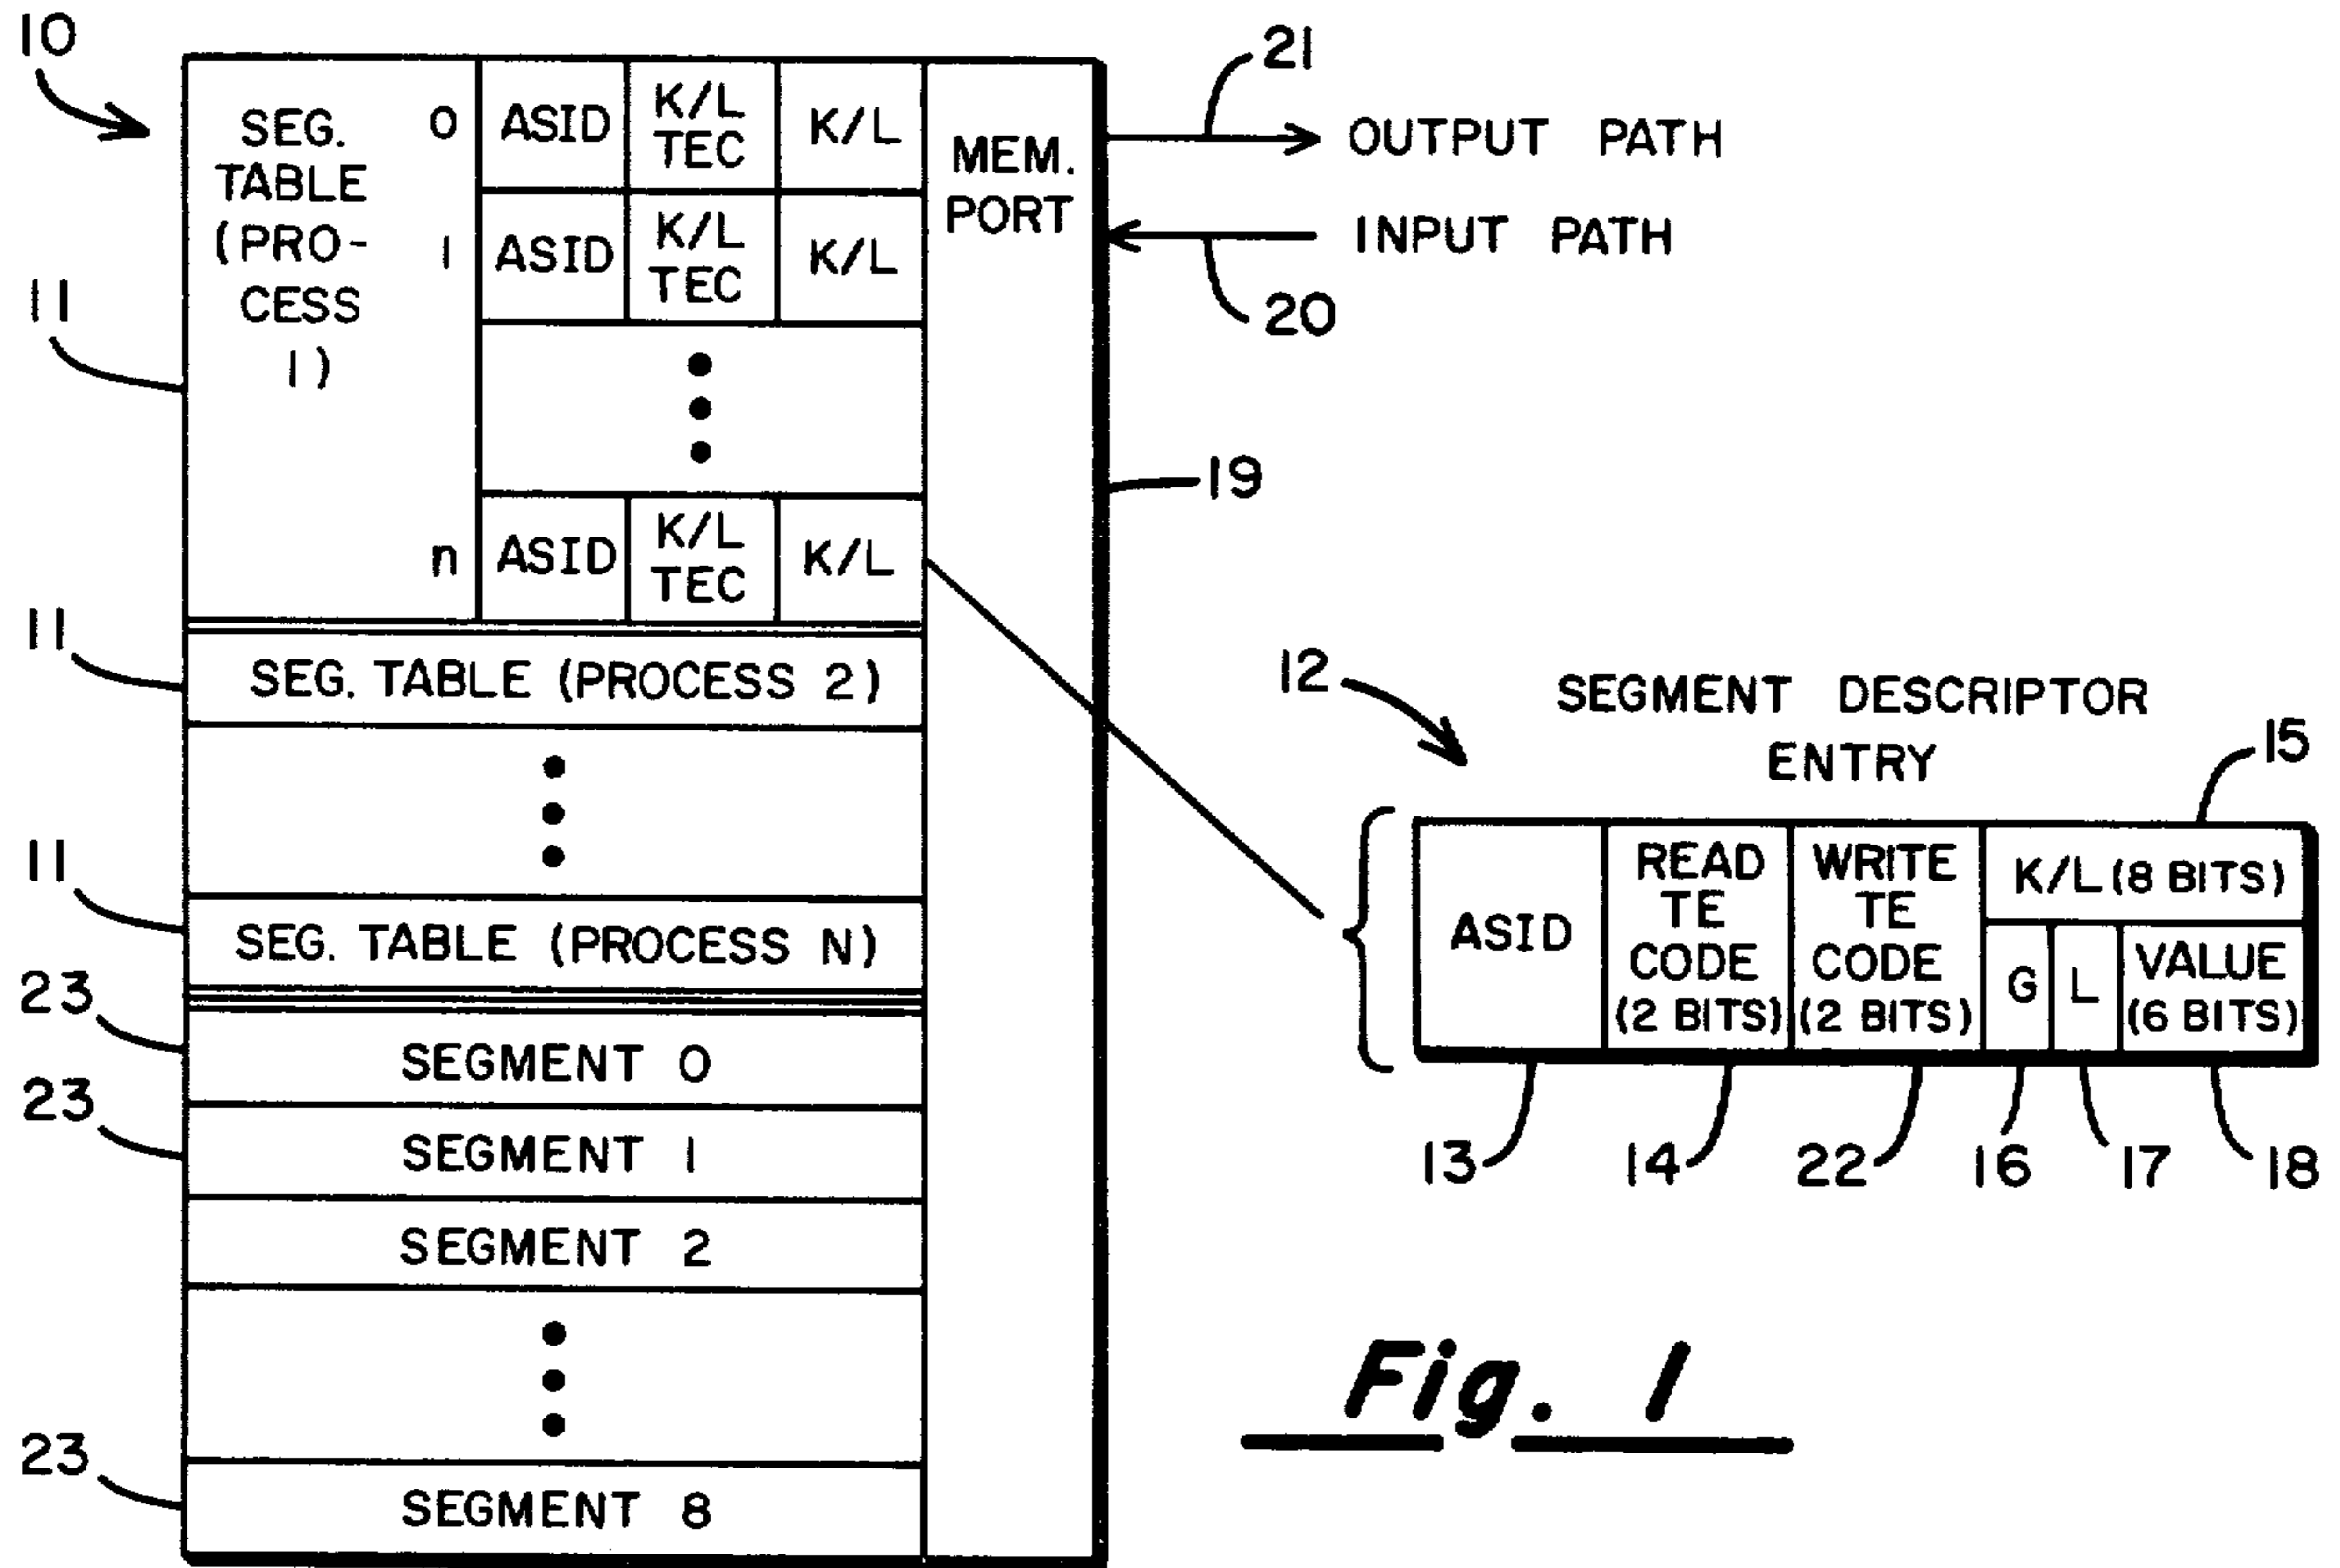 10
SEG.
TABLE
(PRO-
CESS
1)
0 ASID K/L TEC K/L
1 ASID K/L TEC K/L
n ASID K/L TEC K/L
MEM.
PORT
21
OUTPUT PATH
INPUT PATH
20
11
19
11
SEG. TABLE (PROCESS 2)
11
SEG. TABLE (PROCESS N)
23
SEGMENT 0
23
SEGMENT 1
SEGMENT 2
23
SEGMENT 8
12
SEGMENT DESCRIPTOR
ENTRY
15
ASID
READ
TE
CODE
(2 BITS)
WRITE
TE
CODE
(2 BITS)
K/L (8 BITS)
G
L
VALUE
(6 BITS)
13 14 22 16 17 18
Fig. 1